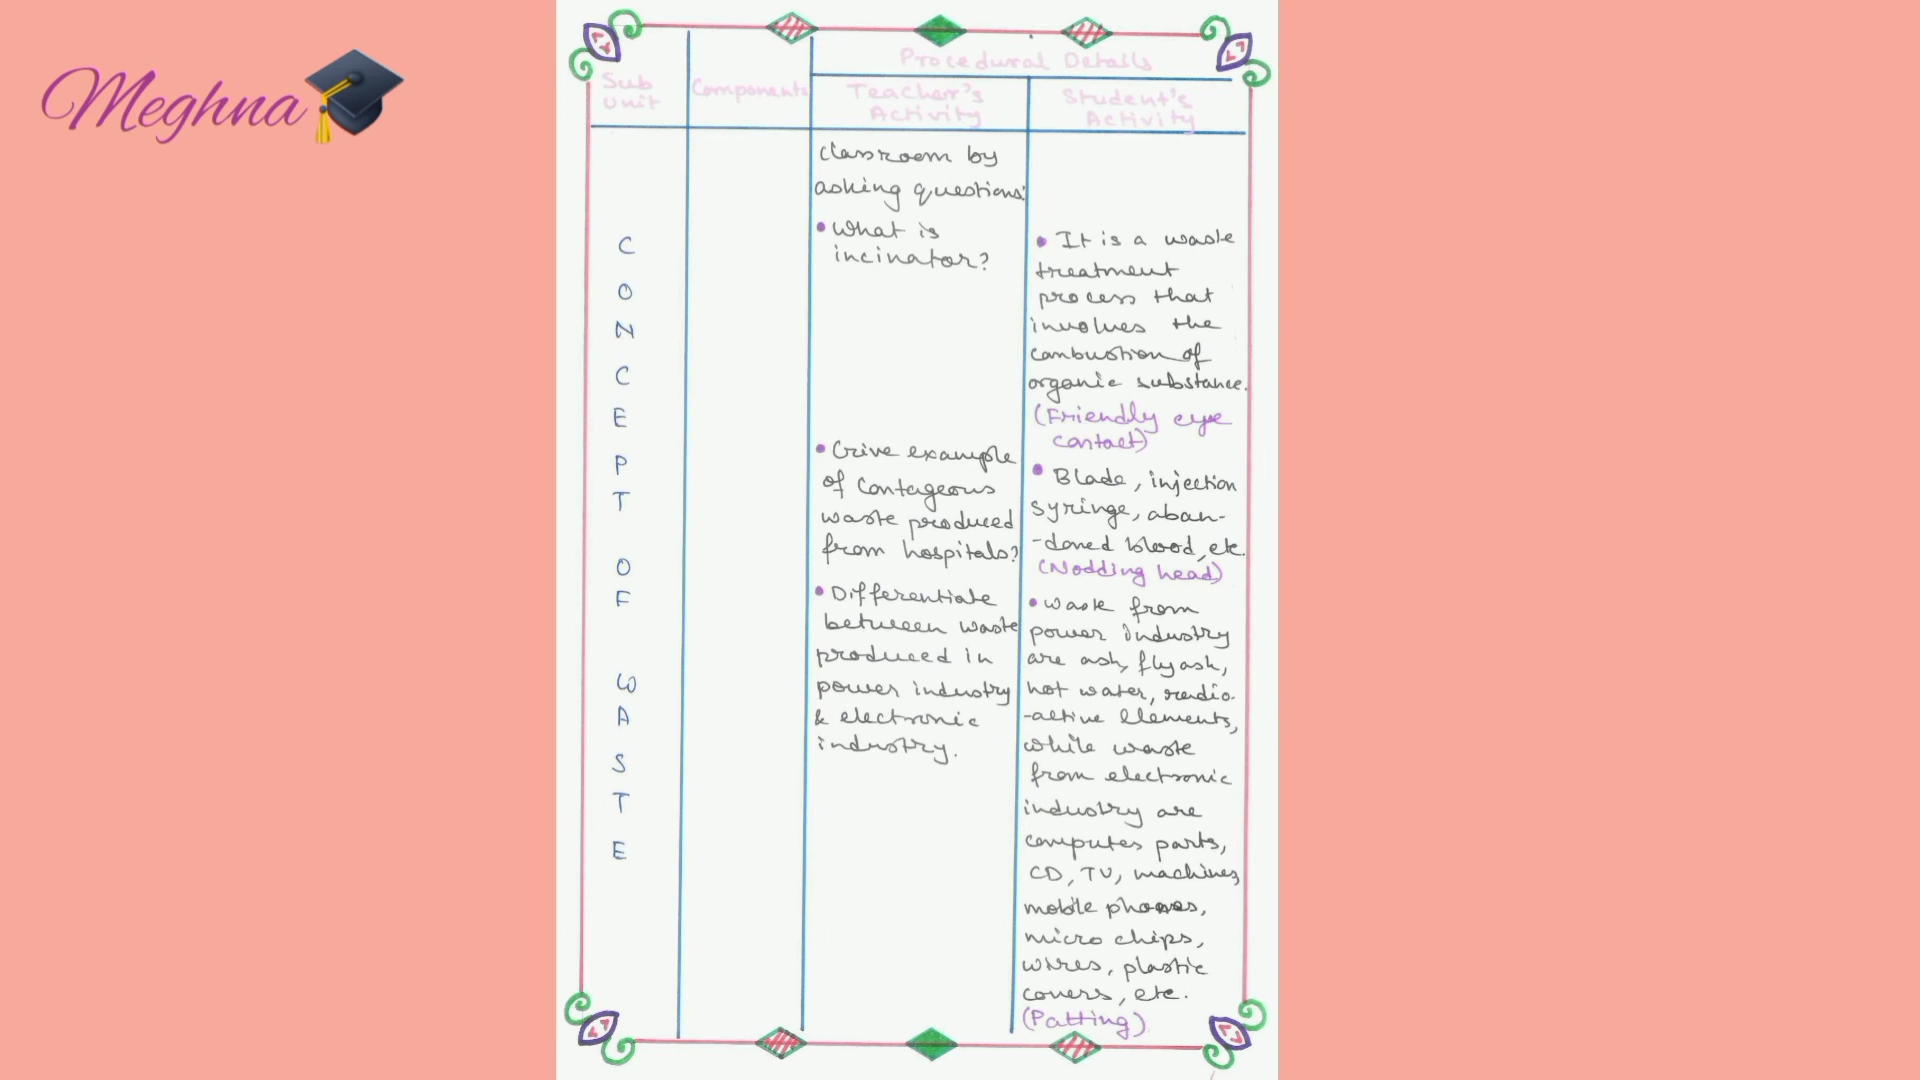 Meghna
Procedural Details
Sub
Unit
Components
Teacher's
Activity
Student's
Activity
CONCEPT OF WASTE
classroom by
asking questions:
• What is
incinator?
• Give example
of contageous
waste produced
from hospitals?
• Differentiate
between waste
produced in
power industry
& electronic
industry.
• It is a waste
treatment
process that
involves the
combustion of
organic substance.
(Friendly eye
contact)
• Blade, injection
syringe, aban-
-doned blood, etc.
(Nodding head)
• Waste from
power industry
are ash, fly ash,
hot water, radio-
-active elements,
while waste
from electronic
industry are
computer parts,
CD, TV, machines,
mobile phones,
micro chips,
wires, plastic
covers, etc.
(Patting)